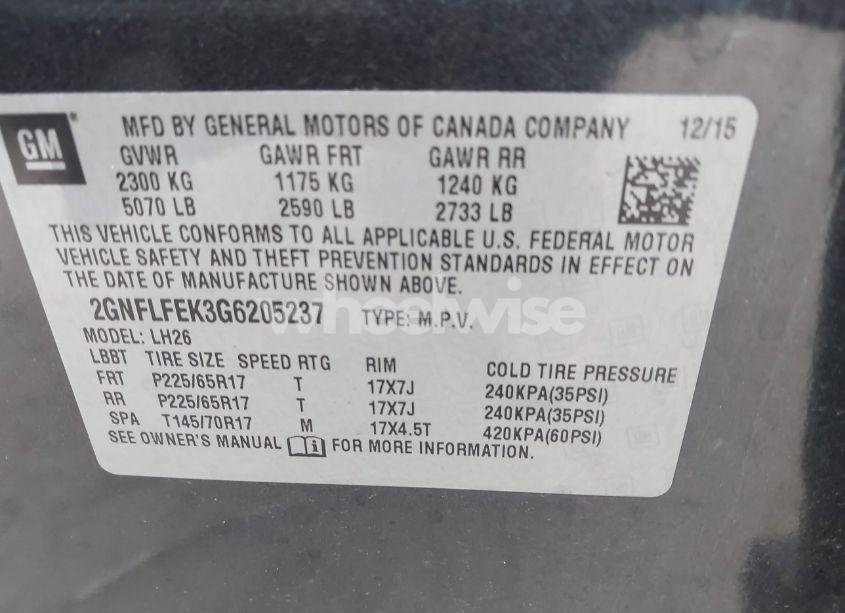 GM
MFD BY GENERAL MOTORS OF CANADA COMPANY 12/15
GVWR GAWR FRT GAWR RR
2300 KG 1175 KG 1240 KG
5070 LB 2590 LB 2733 LB
THIS VEHICLE CONFORMS TO ALL APPLICABLE U.S. FEDERAL MOTOR
VEHICLE SAFETY AND THEFT PREVENTION STANDARDS IN EFFECT ON
THE DATE OF MANUFACTURE SHOWN ABOVE.
2GNFLFEK3G6205237 TYPE: M.P.V.
wheelwise
MODEL: LH26
LBBT TIRE SIZE SPEED RTG RIM COLD TIRE PRESSURE
FRT P225/65R17 T 17X7J 240KPA(35PSI)
RR P225/65R17 T 17X7J 240KPA(35PSI)
SPA T145/70R17 M 17X4.5T 420KPA(60PSI)
SEE OWNER'S MANUAL FOR MORE INFORMATION.